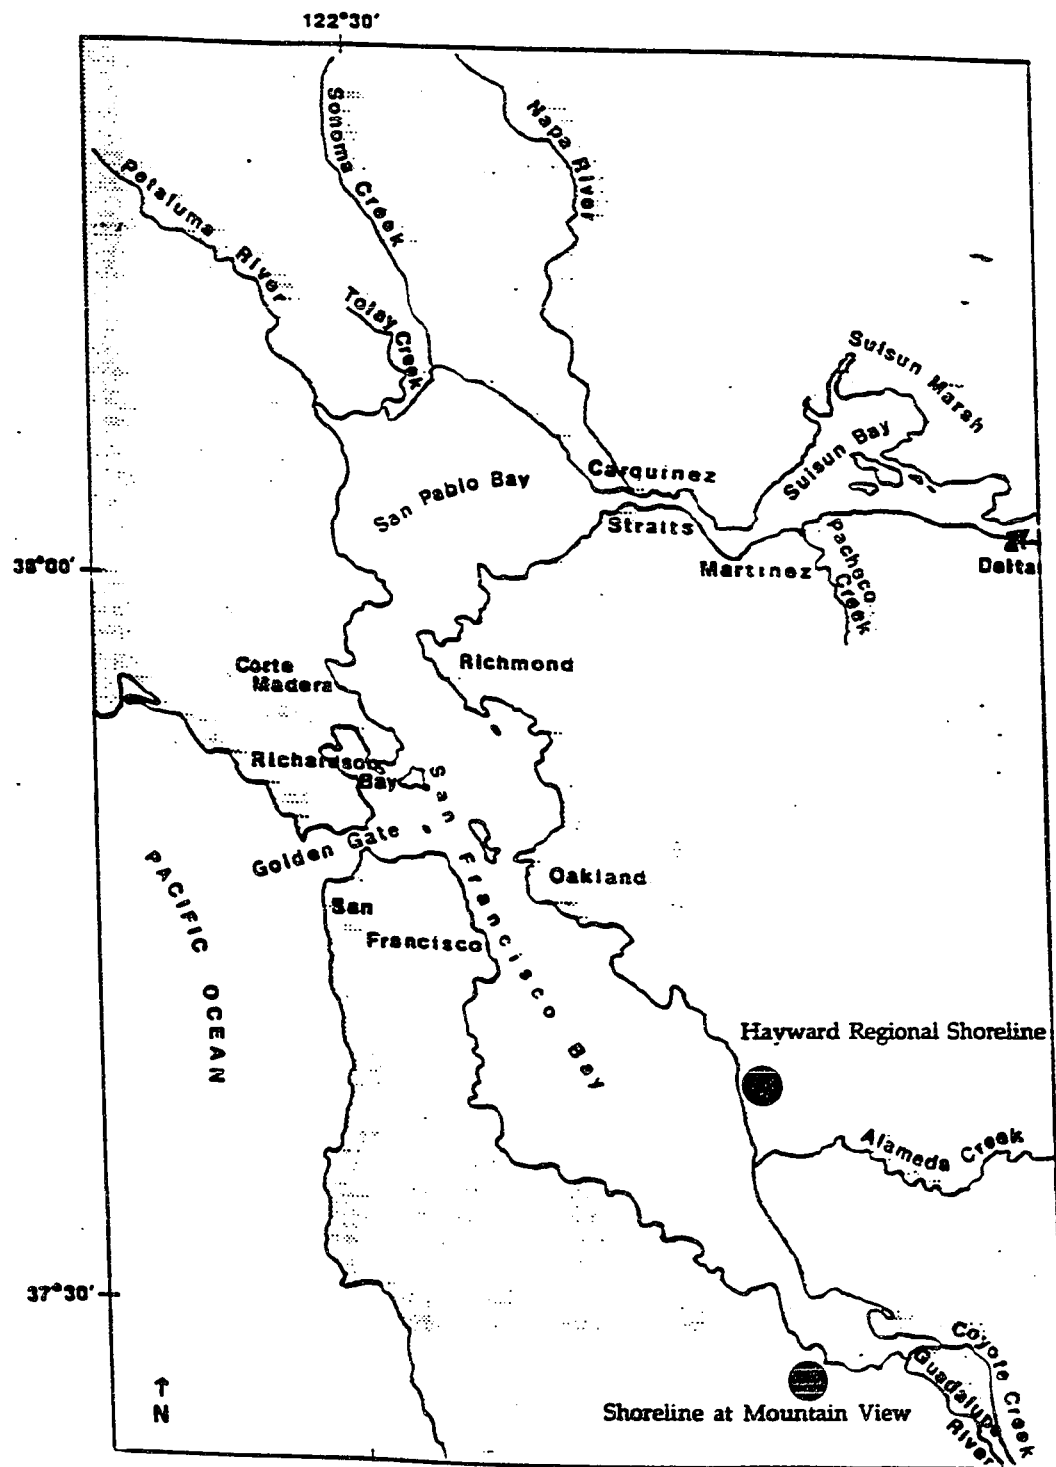 122°30'
Sonoma Creek
Napa River
Petaluma River
Tolay Creek
Suisun Marsh
Suisun Bay
San Pablo Bay
Carquinez
Straits
38°00'
Martinez
Pacheco
Creek
Delta
Corte
Madera
Richmond
Richardson
Bay
San Francisco Bay
Golden Gate
PACIFIC OCEAN
Oakland
San
Francisco
Hayward Regional Shoreline
Alameda Creek
37°30'
Coyote Creek
Guadalupe
River
↑
N
Shoreline at Mountain View